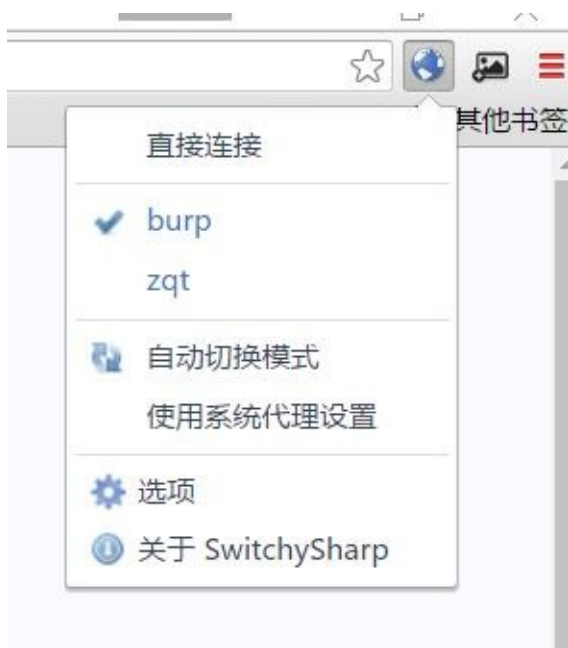 其他书签
直接连接
burp
zqt
自动切换模式
使用系统代理设置
选项
关于 SwitchySharp